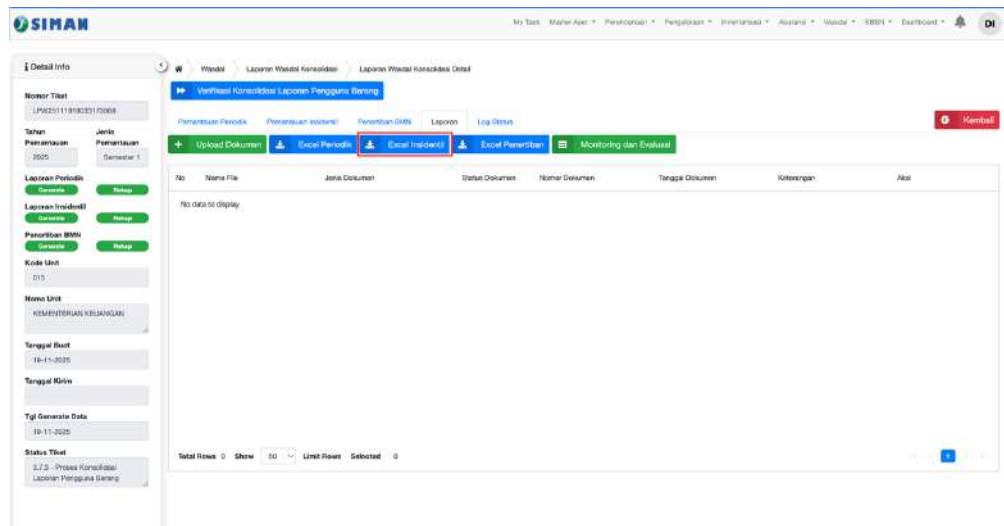 SIMAN
My Task Master Aset Perencanaan Pengelolaan Inventarisasi Asuransi Wasdal SBSN Dashboard DI
Detail Info
Wasdal Laporan Wasdal Konsolidasi Laporan Wasdal Konsolidasi Detail
Verifikasi Konsolidasi Laporan Pengguna Barang
Nomor Tiket
Pemantauan Periodik Pemantauan Insidentil Penertiban BMN Laporan Log Status Kembali
Tahun Pemantauan
Jenis Pemantauan
2025 Semester 1
Upload Dokumen Excel Periodik Excel Insidentil Excel Penertiban Monitoring dan Evaluasi
Laporan Periodik
Generate Rekap
No Nama File Jenis Dokumen Status Dokumen Nomor Dokumen Tanggal Dokumen Keterangan Aksi
No data to display
Laporan Insidentil
Generate Rekap
Penertiban BMN
Generate Rekap
Kode Unit
015
Nama Unit
KEMENTERIAN KEUANGAN
Tanggal Buat
19-11-2025
Tanggal Kirim
Tgl Generate Data
19-11-2025
Status Tiket
3.7.5 - Proses Konsolidasi
Laporan Pengguna Barang
Total Rows 0 Show 50 Limit Rows Selected 0
1